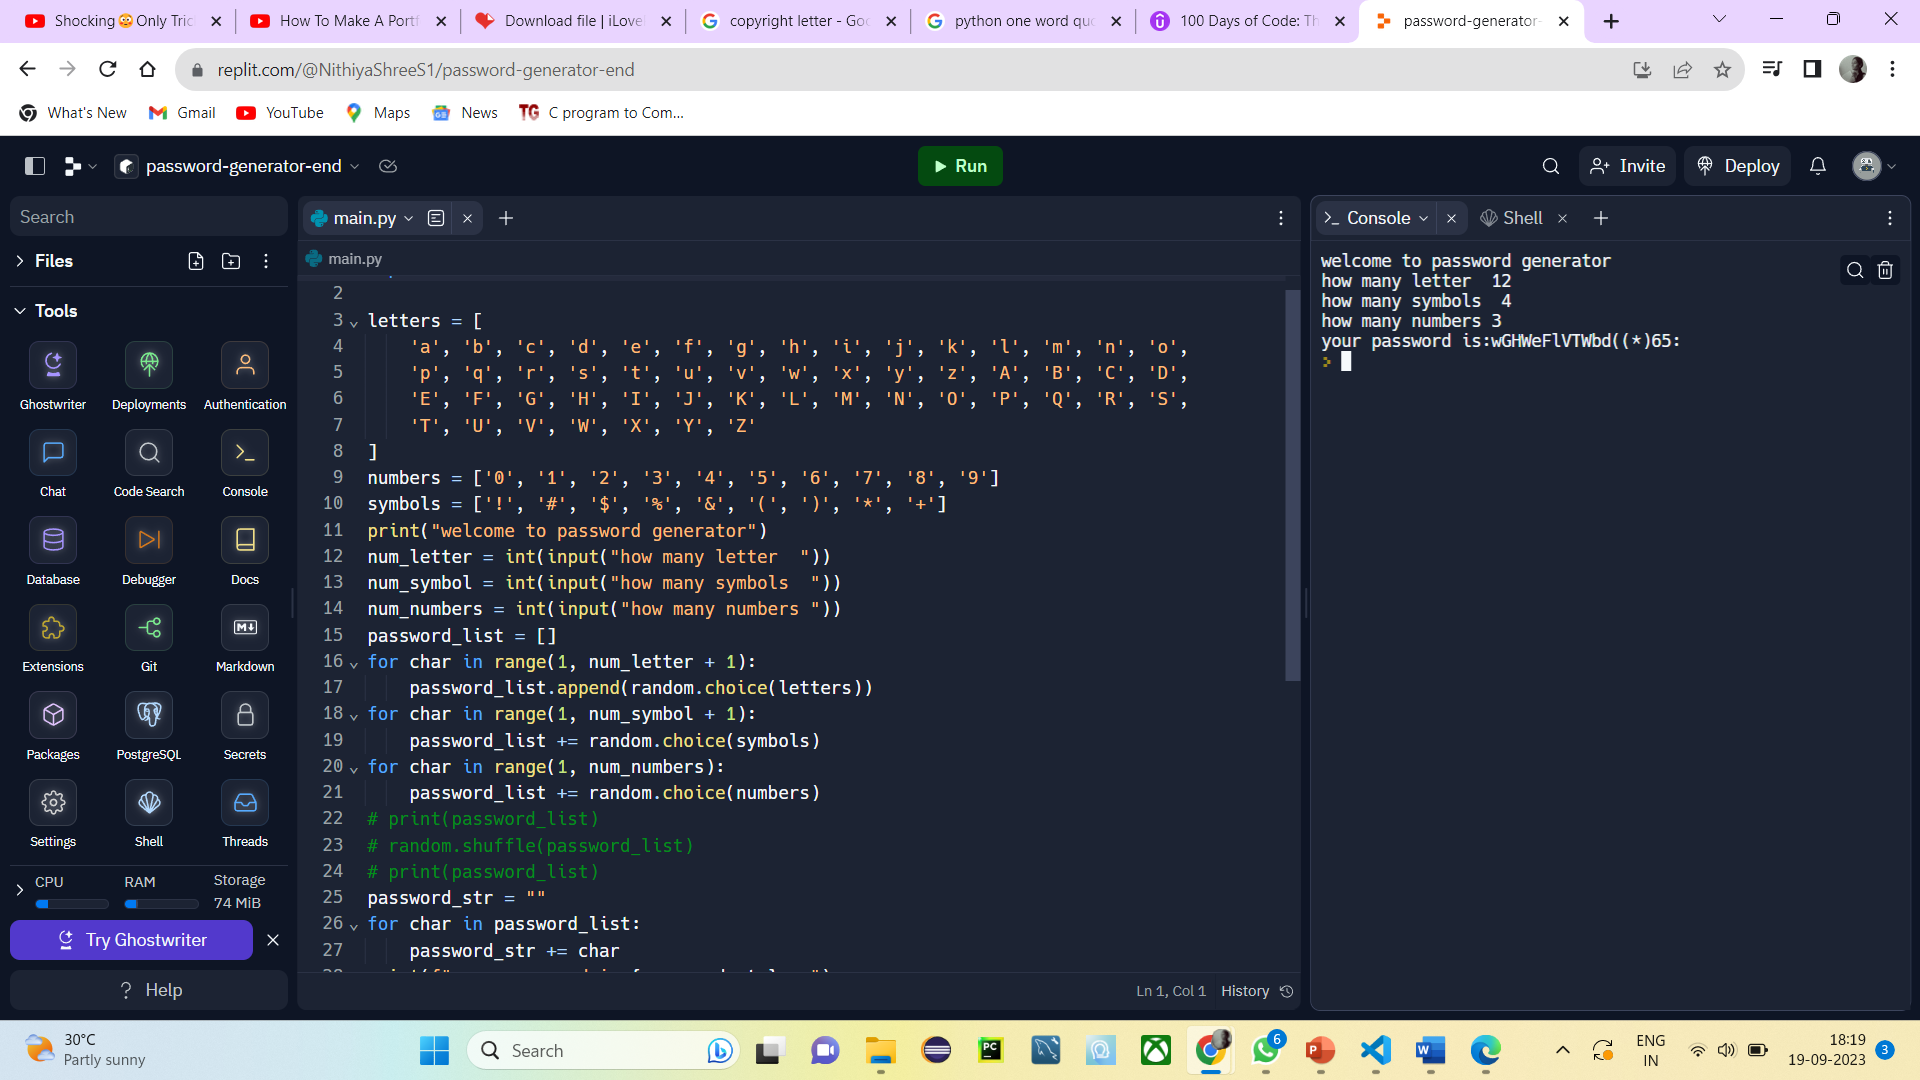 Shocking😳Only Tric
How To Make A Portf
Download file | iLove
copyright letter - Goo
python one word quo
100 Days of Code: Th
password-generator-
replit.com/@NithiyaShreeS1/password-generator-end
What's New
Gmail
YouTube
Maps
News
TG C program to Com...
password-generator-end
Run
Invite
Deploy
Search
Files
Tools
Ghostwriter
Deployments
Authentication
Chat
Code Search
Console
Database
Debugger
Docs
Extensions
Git
Markdown
Packages
PostgreSQL
Secrets
Settings
Shell
Threads
CPU
RAM
Storage
74 MiB
Try Ghostwriter
? Help
main.py
main.py
2
3 letters = [
4 'a', 'b', 'c', 'd', 'e', 'f', 'g', 'h', 'i', 'j', 'k', 'l', 'm', 'n', 'o',
5 'p', 'q', 'r', 's', 't', 'u', 'v', 'w', 'x', 'y', 'z', 'A', 'B', 'C', 'D',
6 'E', 'F', 'G', 'H', 'I', 'J', 'K', 'L', 'M', 'N', 'O', 'P', 'Q', 'R', 'S',
7 'T', 'U', 'V', 'W', 'X', 'Y', 'Z'
8 ]
9 numbers = ['0', '1', '2', '3', '4', '5', '6', '7', '8', '9']
10 symbols = ['!', '#', '$', '%', '&', '(', ')', '*', '+']
11 print("welcome to password generator")
12 num_letter = int(input("how many letter  "))
13 num_symbol = int(input("how many symbols  "))
14 num_numbers = int(input("how many numbers "))
15 password_list = []
16 for char in range(1, num_letter + 1):
17 password_list.append(random.choice(letters))
18 for char in range(1, num_symbol + 1):
19 password_list += random.choice(symbols)
20 for char in range(1, num_numbers):
21 password_list += random.choice(numbers)
22 # print(password_list)
23 # random.shuffle(password_list)
24 # print(password_list)
25 password_str = ""
26 for char in password_list:
27 password_str += char
Ln 1, Col 1 History
Console
Shell
welcome to password generator
how many letter  12
how many symbols  4
how many numbers 3
your password is:wGHWeFlVTWbd((*)65:
30°C
Partly sunny
Search
PC
6
ENG
IN
18:19
19-09-2023
3